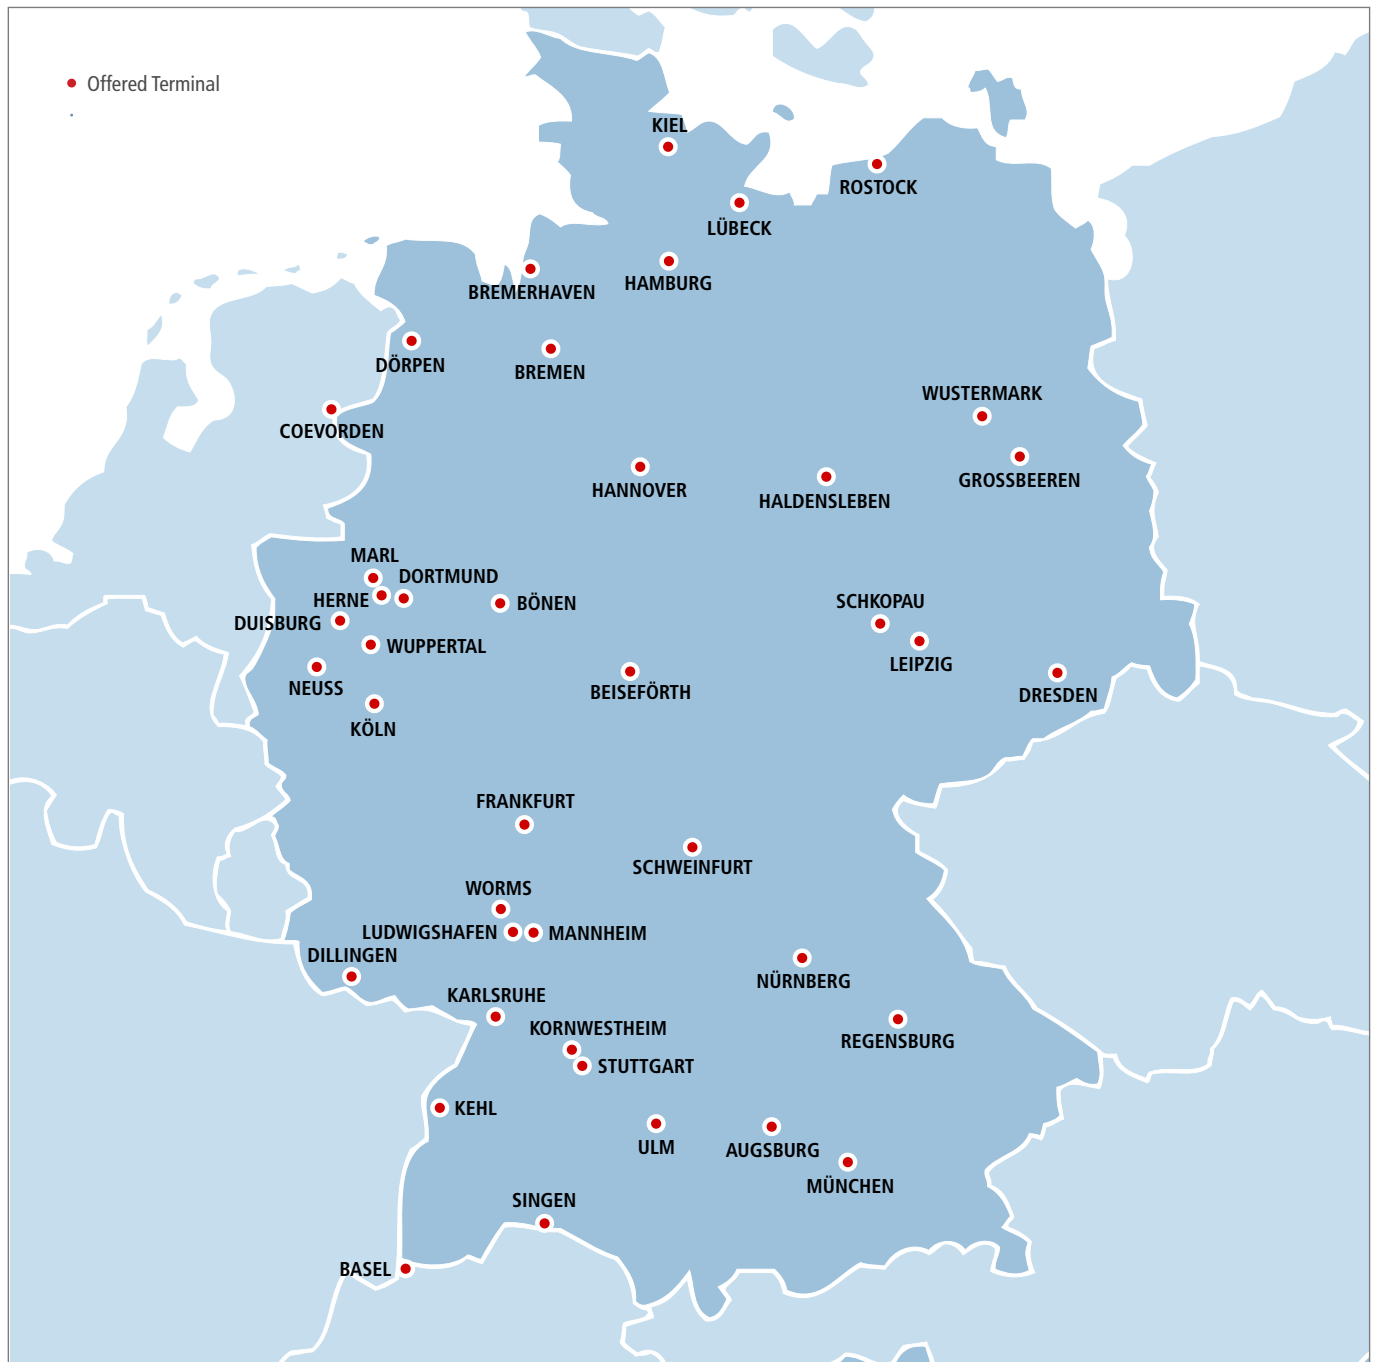 Offered Terminal
KIEL
ROSTOCK
LÜBECK
HAMBURG
BREMERHAVEN
DÖRPEN
BREMEN
WUSTERMARK
COEVORDEN
GROSSBEEREN
HANNOVER
HALDENSLEBEN
MARL
DORTMUND
HERNE
BÖNEN
SCHKOPAU
DUISBURG
WUPPERTAL
LEIPZIG
NEUSS
BEISEFÖRTH
DRESDEN
KÖLN
FRANKFURT
SCHWEINFURT
WORMS
LUDWIGSHAFEN
MANNHEIM
DILLINGEN
NÜRNBERG
KARLSRUHE
KORNWESTHEIM
REGENSBURG
STUTTGART
KEHL
ULM
AUGSBURG
MÜNCHEN
SINGEN
BASEL